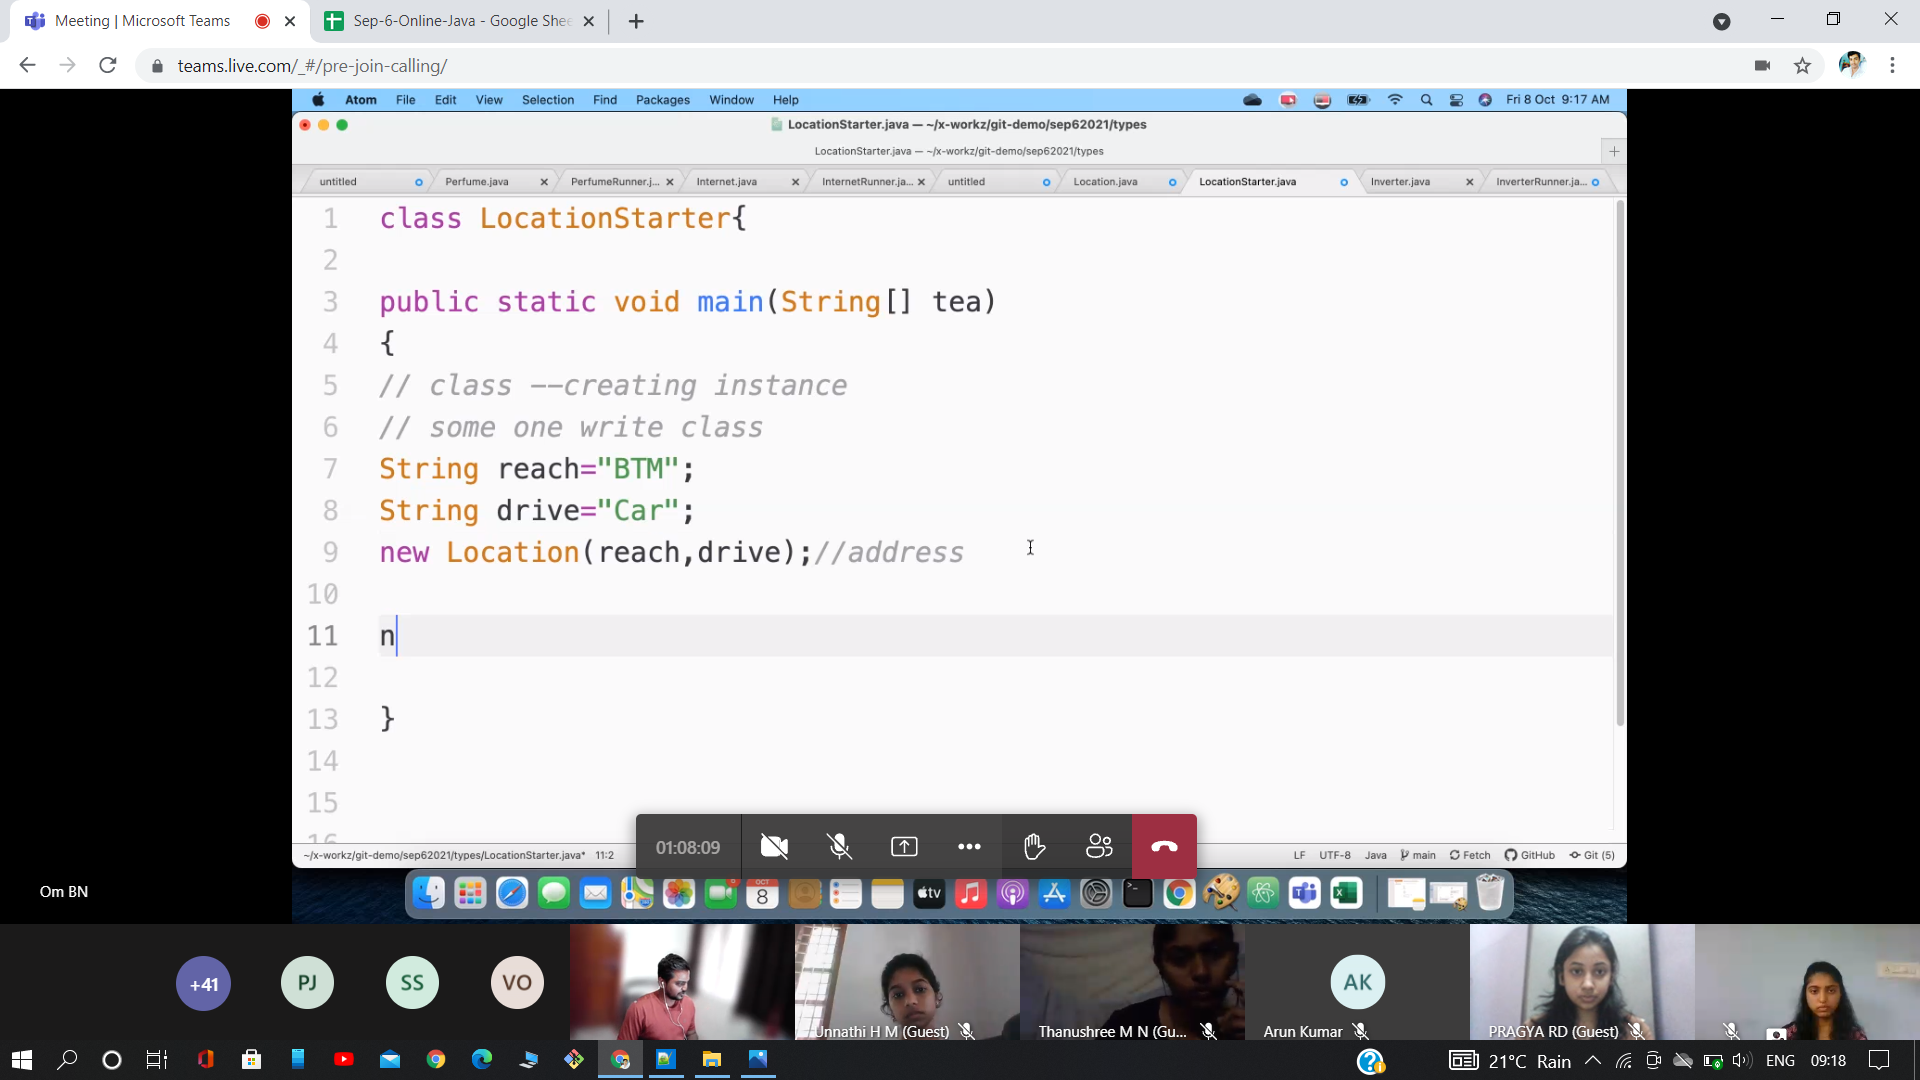 Meeting | Microsoft Teams
Sep-6-Online-Java - Google Shee
teams.live.com/_#/pre-join-calling/
Atom File Edit View Selection Find Packages Window Help
Fri 8 Oct 9:17 AM
LocationStarter.java — ~/x-workz/git-demo/sep62021/types
LocationStarter.java — ~/x-workz/git-demo/sep62021/types
untitled Perfume.java PerfumeRunner.j... Internet.java InternetRunner.ja... untitled Location.java LocationStarter.java Inverter.java InverterRunner.ja...
1 class LocationStarter{
2
3 public static void main(String[] tea)
4 {
5 // class --creating instance
6 // some one write class
7 String reach="BTM";
8 String drive="Car";
9 new Location(reach,drive);//address
10
11 n
12
13 }
14
15
16
01:08:09
~/x-workz/git-demo/sep62021/types/LocationStarter.java* 11:2
LF UTF-8 Java main Fetch GitHub Git (5)
Om BN
OCT
8
tv
+41
PJ
SS
VO
AK
Unnathi H M (Guest)
Thanushree M N (Gu...
Arun Kumar
PRAGYA RD (Guest)
21°C Rain
ENG
09:18